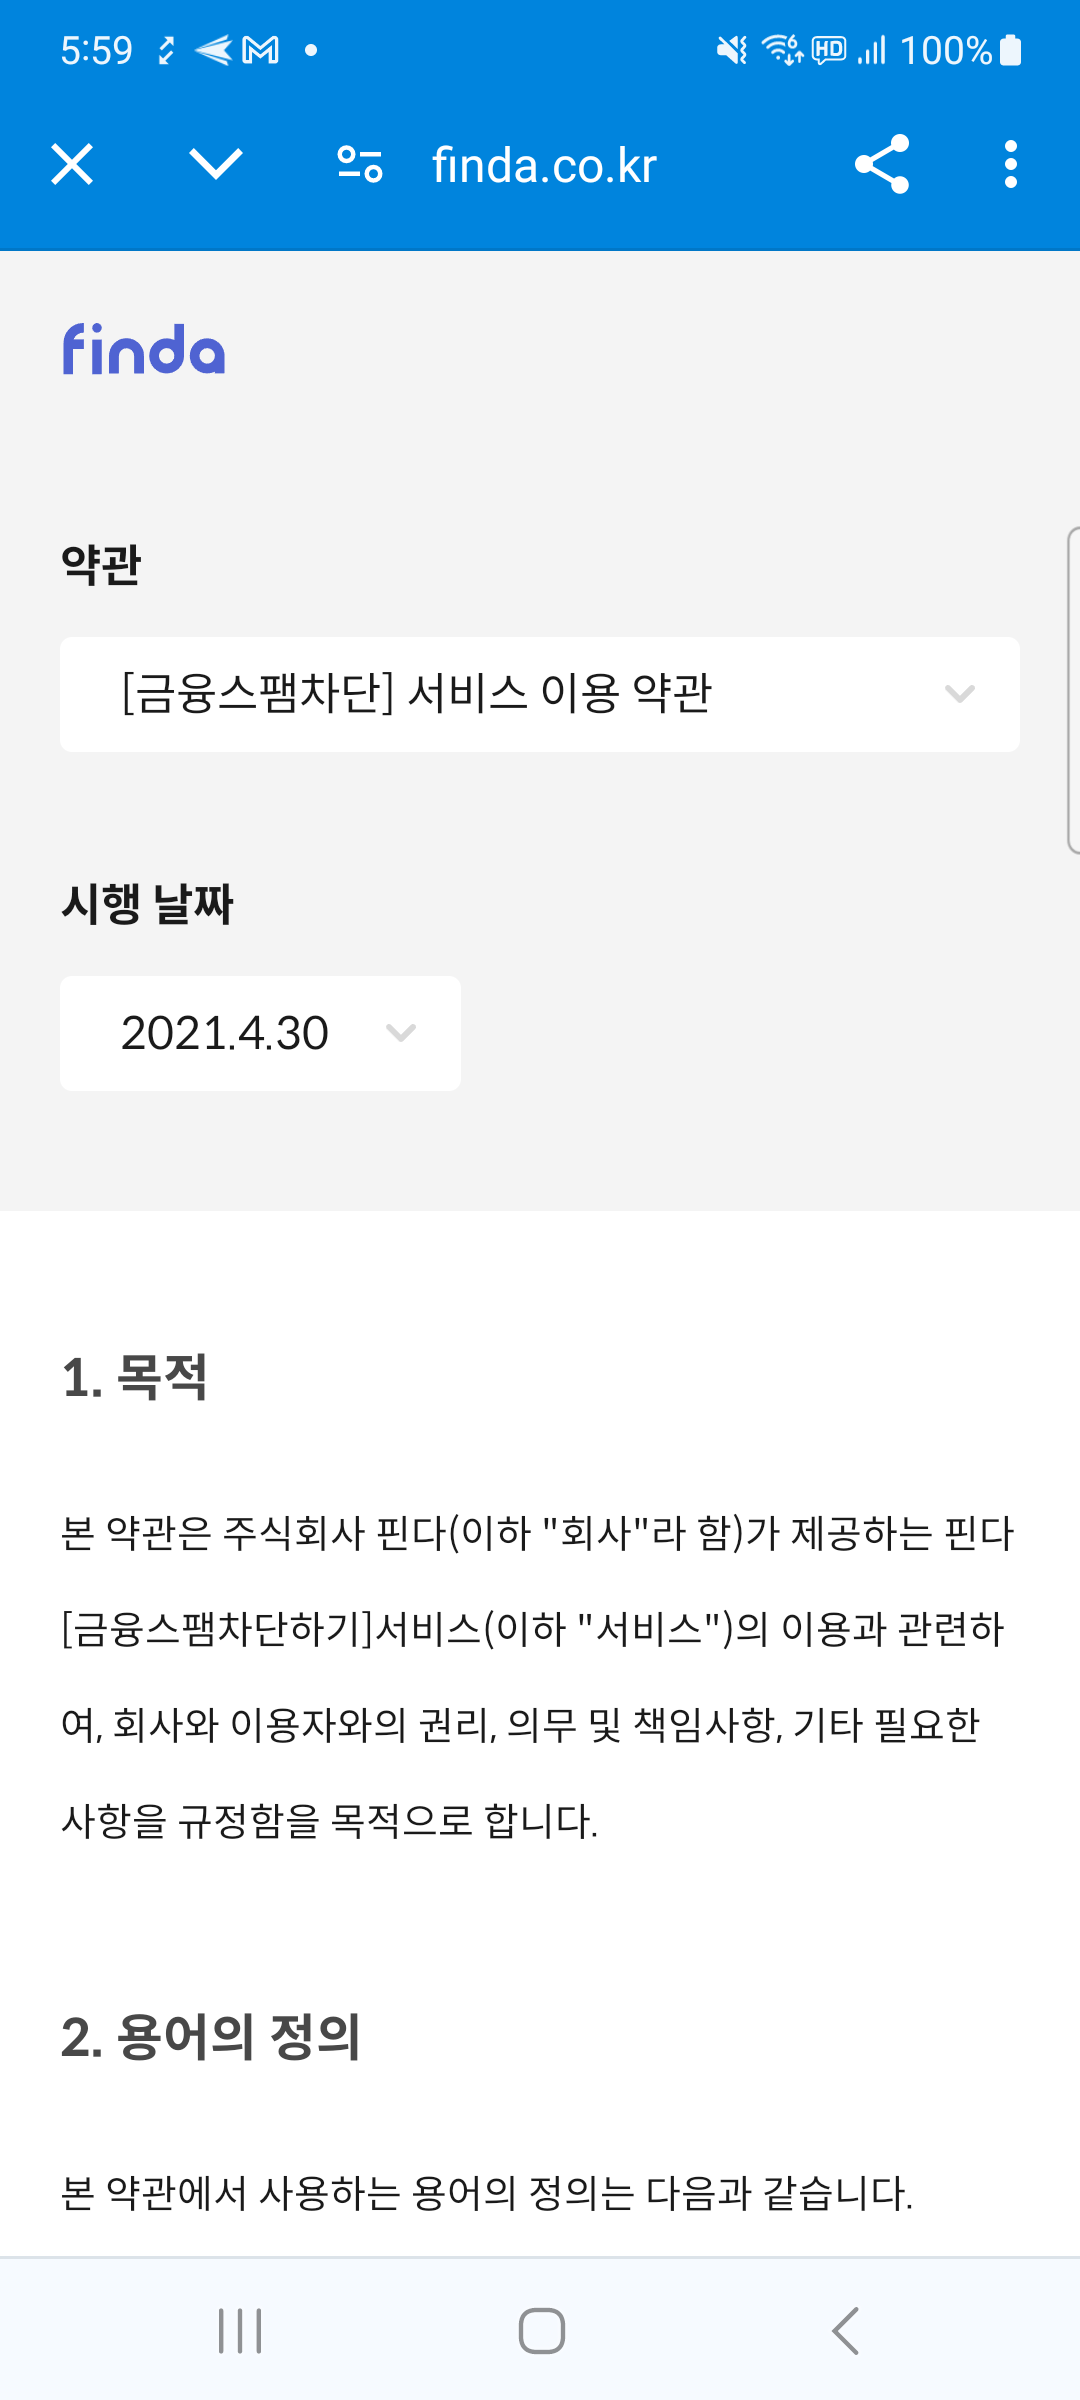 5:59
100%
finda.co.kr
finda
약관
[금융스팸차단] 서비스 이용 약관
시행 날짜
2021.4.30
1. 목적
본 약관은 주식회사 핀다(이하 "회사"라 함)가 제공하는 핀다
[금융스팸차단하기]서비스(이하 "서비스")의 이용과 관련하
여, 회사와 이용자와의 권리, 의무 및 책임사항, 기타 필요한
사항을 규정함을 목적으로 합니다.
2. 용어의 정의
본 약관에서 사용하는 용어의 정의는 다음과 같습니다.